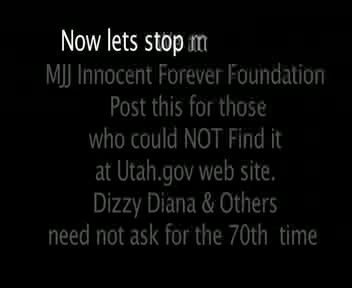 Now lets stop m
MJJ Innocent Forever Foundation
Post this for those
who could NOT Find it
at Utah.gov web site.
Dizzy Diana & Others
need not ask for the 70th time